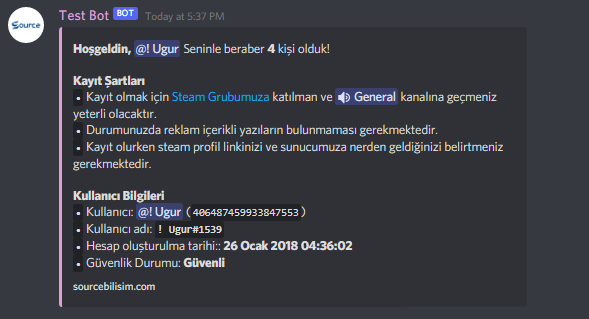 Source
Test Bot BOT Today at 5:37 PM
Hoşgeldin, @! Ugur Seninle beraber 4 kişi olduk!
Kayıt Şartları
• Kayıt olmak için Steam Grubumuza katılman ve General kanalına geçmeniz
yeterli olacaktır.
• Durumunuzda reklam içerikli yazıların bulunmaması gerekmektedir.
• Kayıt olurken steam profil linkinizi ve sunucumuza nerden geldiğinizi belirtmeniz
gerekmektedir.
Kullanıcı Bilgileri
• Kullanıcı: @! Ugur (406487459933847553)
• Kullanıcı adı: ! Ugur#1539
• Hesap oluşturulma tarihi:: 26 Ocak 2018 04:36:02
• Güvenlik Durumu: Güvenli
sourcebilisim.com